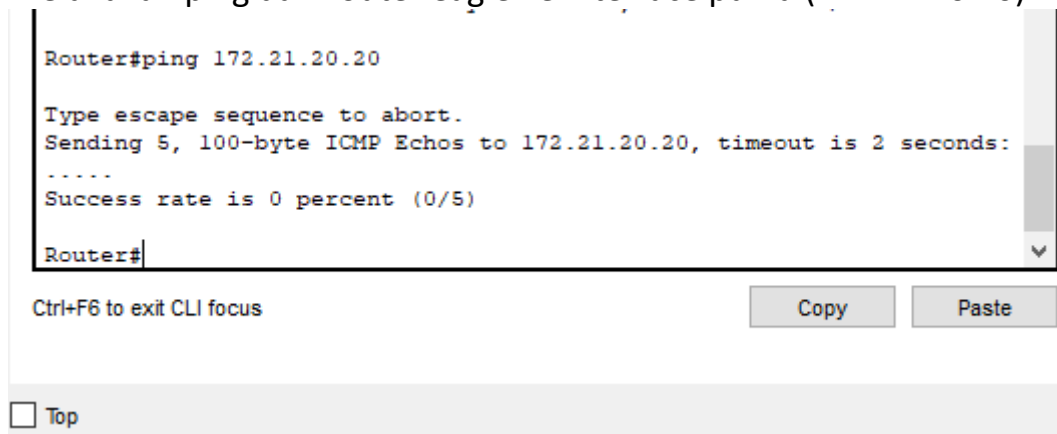 Router#ping 172.21.20.20
Type escape sequence to abort.
Sending 5, 100-byte ICMP Echos to 172.21.20.20, timeout is 2 seconds:
.....
Success rate is 0 percent (0/5)
Router#
Ctrl+F6 to exit CLI focus
Copy
Paste
Top